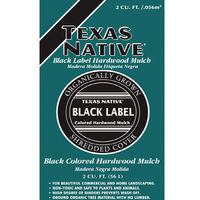 2 CU. FT. / .056m³
TEXAS
NATIVE®
Black Label Hardwood Mulch
Madera Molida Etiqueta Negra
ORGANICALLY GROWN
TEXAS NATIVE
BLACK LABEL
Colored Hardwood Mulch
SHREDDED COVER
Black Colored Hardwood Mulch
Madera Negra Molida
2 CU. FT. (56 L)
• FOR BEAUTIFUL COMMERCIAL AND HOME LANDSCAPING.
• NON-TOXIC AND SAFE TO PLANTS AND ANIMALS.
• HIGH DEGREE OF BINDERS PREVENTS WASH OFF.
• GROUND ORGANIC TREE MATERIAL WITH NO LUMBER.